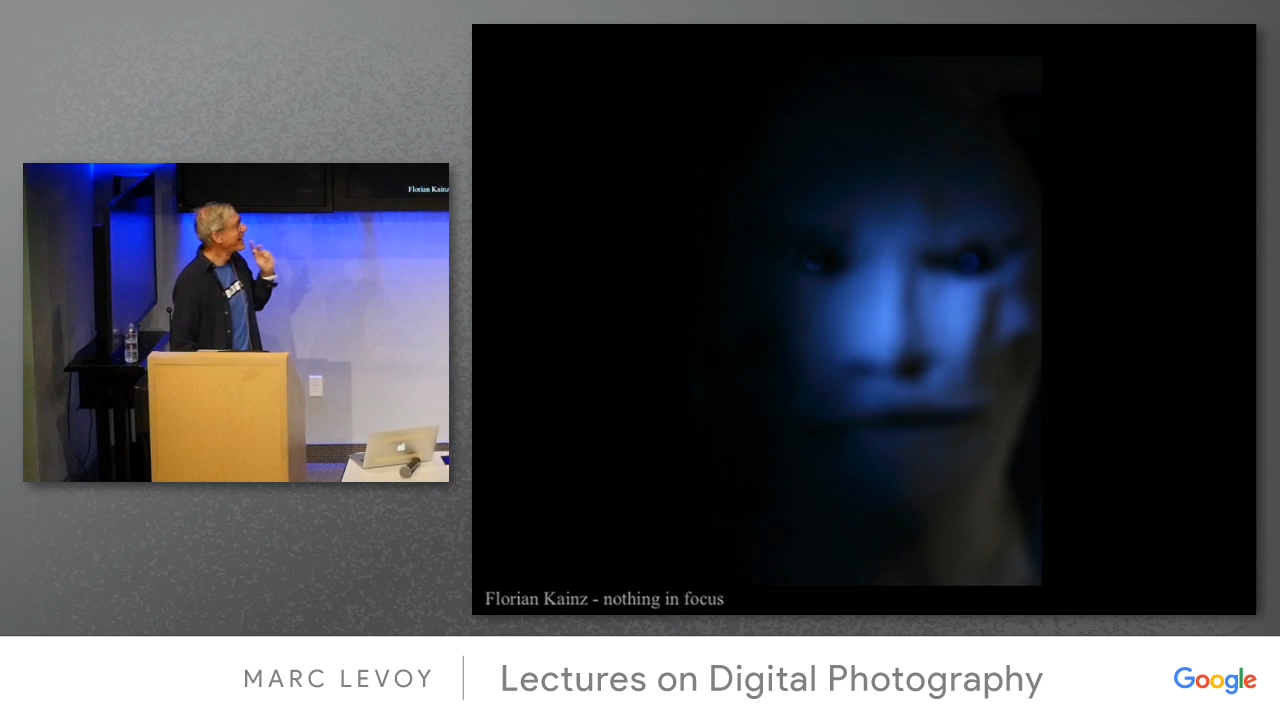 Florian Kainz
Florian Kainz - nothing in focus
MARC LEVOY
Lectures on Digital Photography
Google